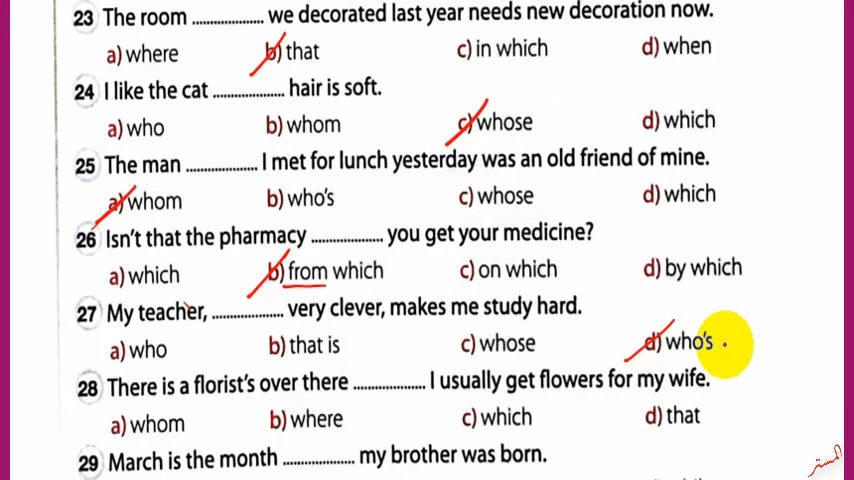 23 The room .................... we decorated last year needs new decoration now.
a) where b) that c) in which d) when
24 I like the cat .................... hair is soft.
a) who b) whom c) whose d) which
25 The man .................... I met for lunch yesterday was an old friend of mine.
a) whom b) who's c) whose d) which
26 Isn't that the pharmacy .................... you get your medicine?
a) which b) from which c) on which d) by which
27 My teacher, .................... very clever, makes me study hard.
a) who b) that is c) whose d) who's
28 There is a florist's over there .................... I usually get flowers for my wife.
a) whom b) where c) which d) that
29 March is the month .................... my brother was born.
المستر